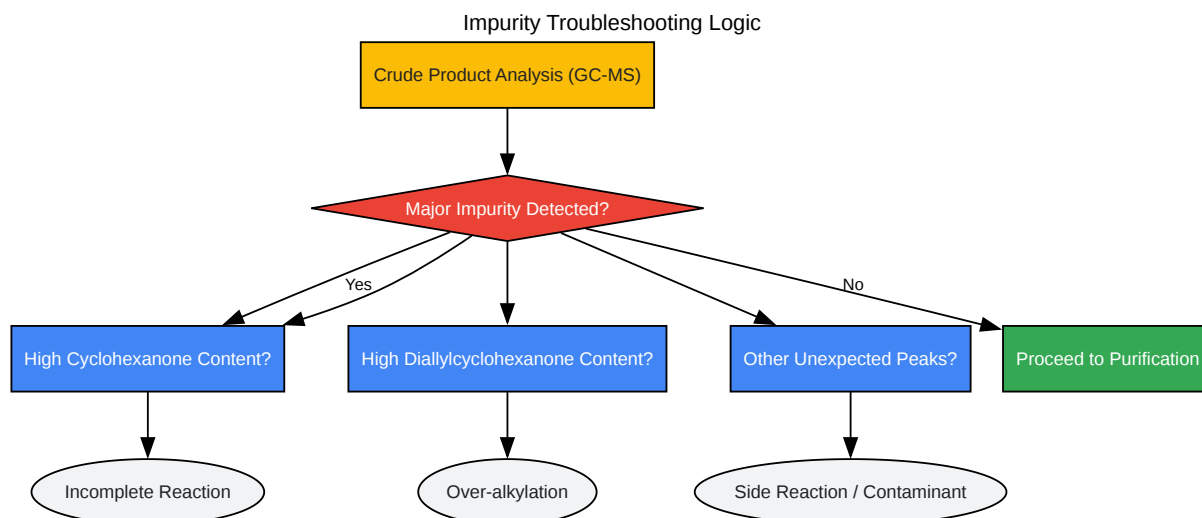 Impurity Troubleshooting Logic
Crude Product Analysis (GC-MS)
Major Impurity Detected?
Yes
No
High Cyclohexanone Content?
High Diallylcyclohexanone Content?
Other Unexpected Peaks?
Proceed to Purification
Incomplete Reaction
Over-alkylation
Side Reaction / Contaminant